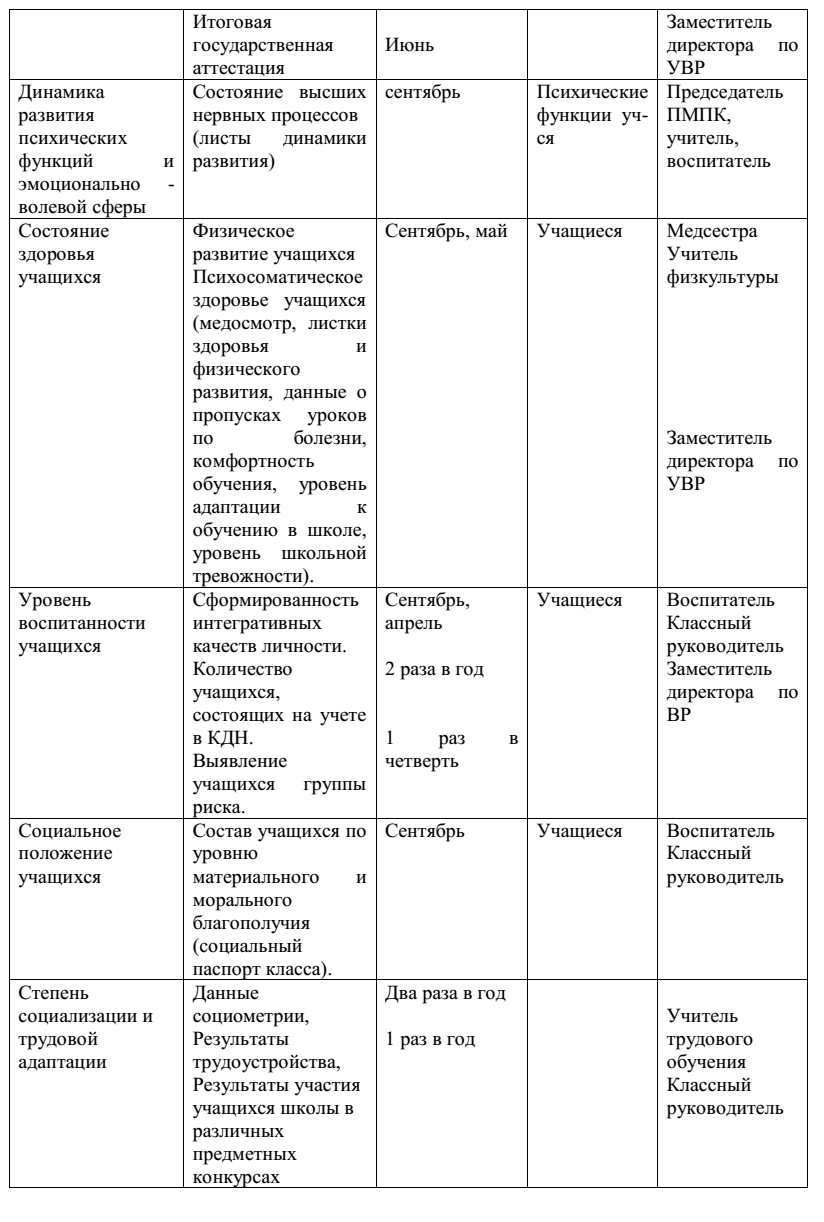 Итоговая
государственная
аттестация
Июнь
Заместитель
директора по
УВР
Динамика
развития
психических
функций и
эмоционально -
волевой сферы
Состояние высших
нервных процессов
(листы динамики
развития)
сентябрь
Психические
функции уч-
ся
Председатель
ПМПК,
учитель,
воспитатель
Состояние
здоровья
учащихся
Физическое
развитие учащихся
Психосоматическое
здоровье учащихся
(медосмотр, листки
здоровья и
физического
развития, данные о
пропусках уроков
по болезни,
комфортность
обучения, уровень
адаптации к
обучению в школе,
уровень школьной
тревожности).
Сентябрь, май
Учащиеся
Медсестра
Учитель
физкультуры
Заместитель
директора по
УВР
Уровень
воспитанности
учащихся
Сформированность
интегративных
качеств личности.
Количество
учащихся,
состоящих на учете
в КДН.
Выявление
учащихся группы
риска.
Сентябрь,
апрель
2 раза в год
1 раз в
четверть
Учащиеся
Воспитатель
Классный
руководитель
Заместитель
директора по
ВР
Социальное
положение
учащихся
Состав учащихся по
уровню
материального и
морального
благополучия
(социальный
паспорт класса).
Сентябрь
Учащиеся
Воспитатель
Классный
руководитель
Степень
социализации и
трудовой
адаптации
Данные
социометрии,
Результаты
трудоустройства,
Результаты участия
учащихся школы в
различных
предметных
конкурсах
Два раза в год
1 раз в год
Учитель
трудового
обучения
Классный
руководитель